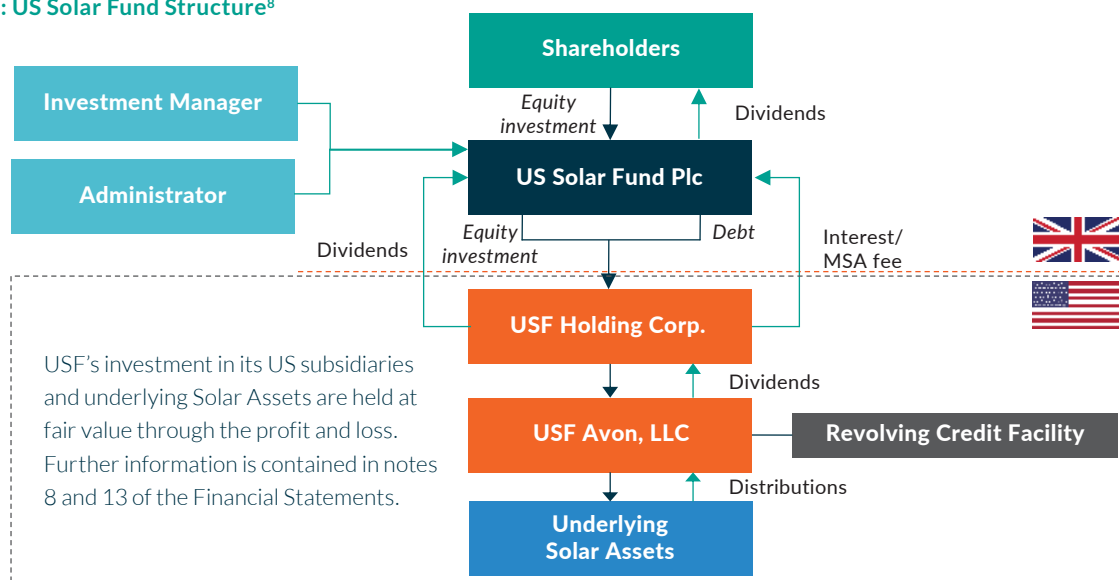 : US Solar Fund Structure⁸
Shareholders
Investment Manager
Equity
investment
Dividends
US Solar Fund Plc
Administrator
Equity
investment
Debt
Dividends
Interest/
MSA fee
USF Holding Corp.
USF's investment in its US subsidiaries
and underlying Solar Assets are held at
fair value through the profit and loss.
Further information is contained in notes
8 and 13 of the Financial Statements.
Dividends
USF Avon, LLC
Revolving Credit Facility
Distributions
Underlying
Solar Assets